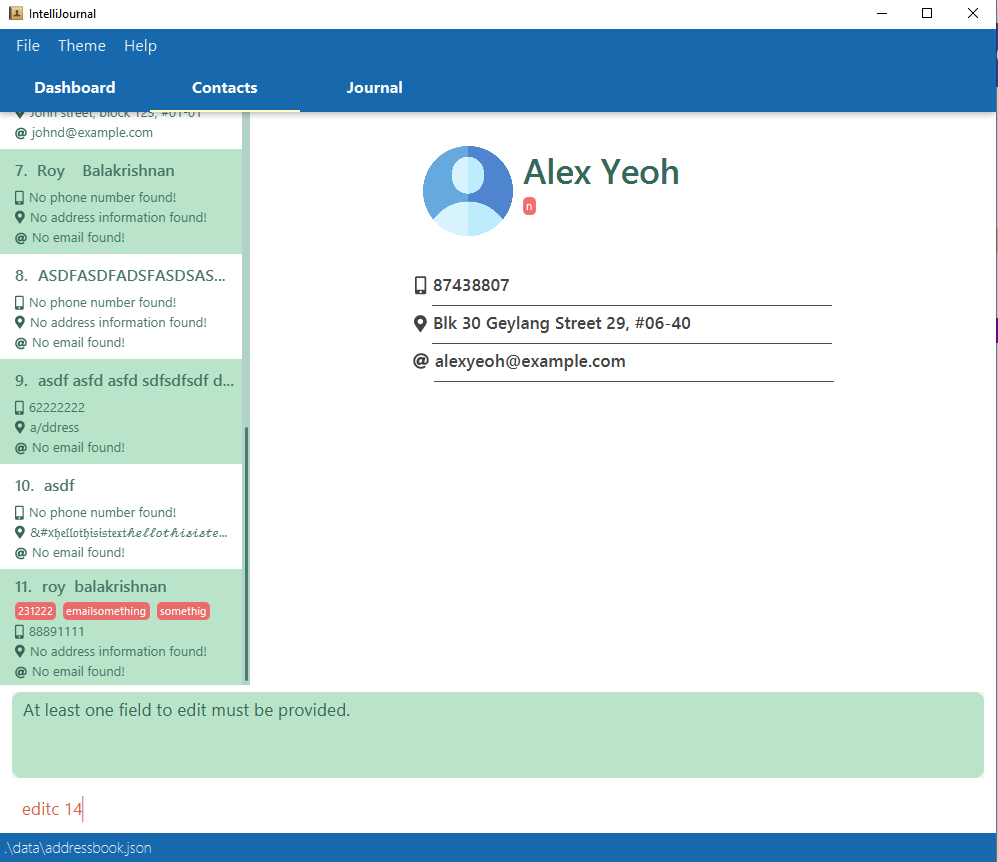 IntelliJournal
File Theme Help
Dashboard Contacts Journal
John street, block 123, #01-01
johnd@example.com
7. Roy Balakrishnan
No phone number found!
No address information found!
No email found!
8. ASDFASDFADSFASDSAS...
No phone number found!
No address information found!
No email found!
9. asdf asfd asfd sdfsdfsdf d...
62222222
a/ddress
No email found!
10. asdf
No phone number found!
&#x𝔥𝔢𝔩𝔩𝔬𝔱𝔥𝔦𝔰𝔦𝔰𝔱𝔢𝔵𝔱𝓱𝓮𝓵𝓵𝓸𝓽𝓱𝓲𝓼𝓲𝓼𝓽𝓮...
No email found!
11. roy balakrishnan
231222 emailsomething somethig
88891111
No address information found!
No email found!
Alex Yeoh
n
87438807
Blk 30 Geylang Street 29, #06-40
alexyeoh@example.com
At least one field to edit must be provided.
editc 14
.\data\addressbook.json